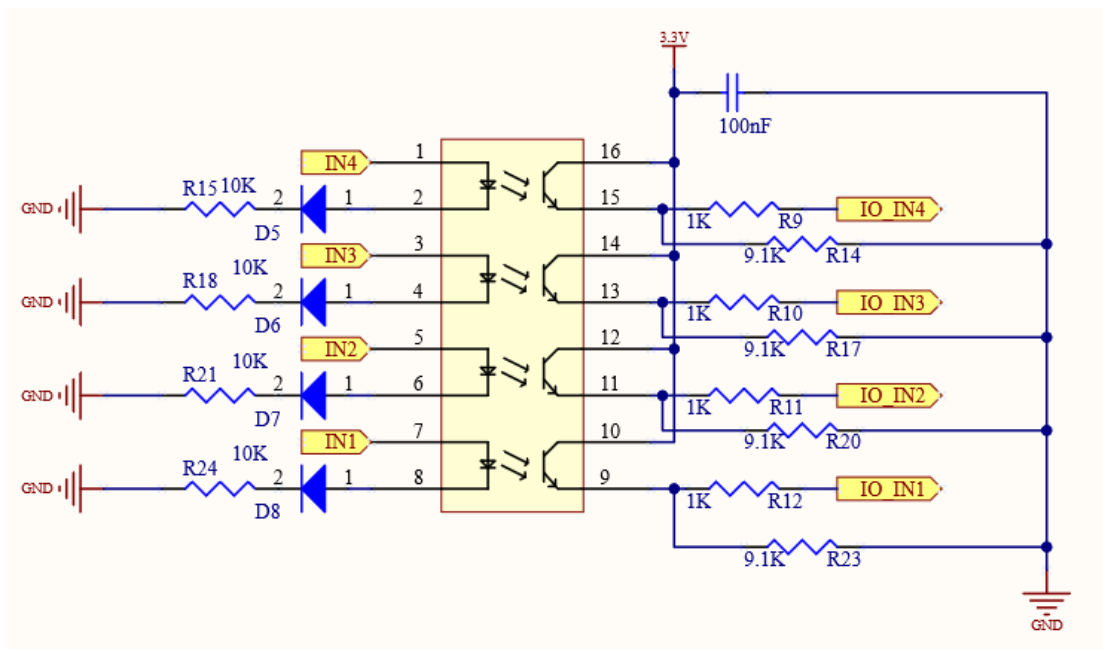 3.3V
100nF
IN4 1 16
R15 10K 2 1 2 15 1K R9 IO_IN4
GND D5
IN3 3 14 9.1K R14
R18 10K 2 1 4 13 1K R10 IO_IN3
GND D6
IN2 5 12 9.1K R17
R21 10K 2 1 6 11 1K R11 IO_IN2
GND D7
IN1 7 10 9.1K R20
R24 10K 2 1 8 9 1K R12 IO_IN1
GND D8
9.1K R23
GND